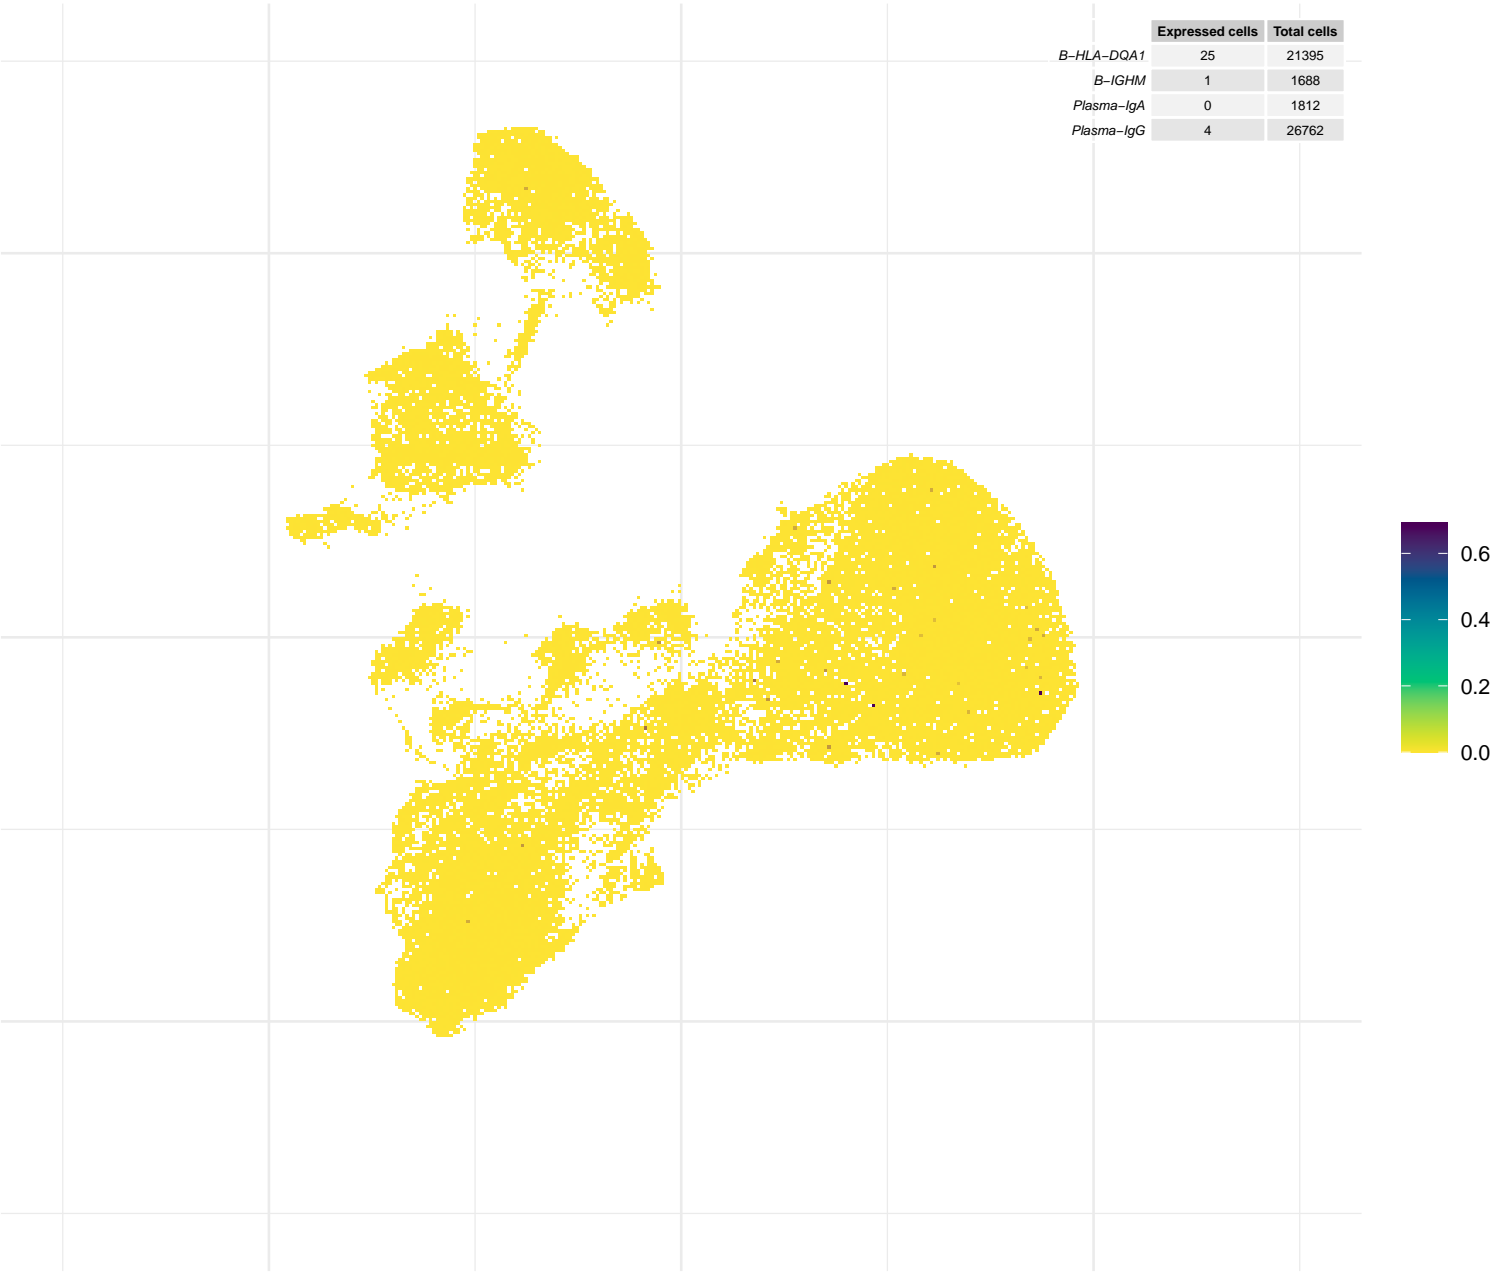 Expressed cells Total cells
B−HLA−DQA1 25 21395
B−IGHM 1 1688
Plasma−IgA 0 1812
Plasma−IgG 4 26762
0.6
0.4
0.2
0.0